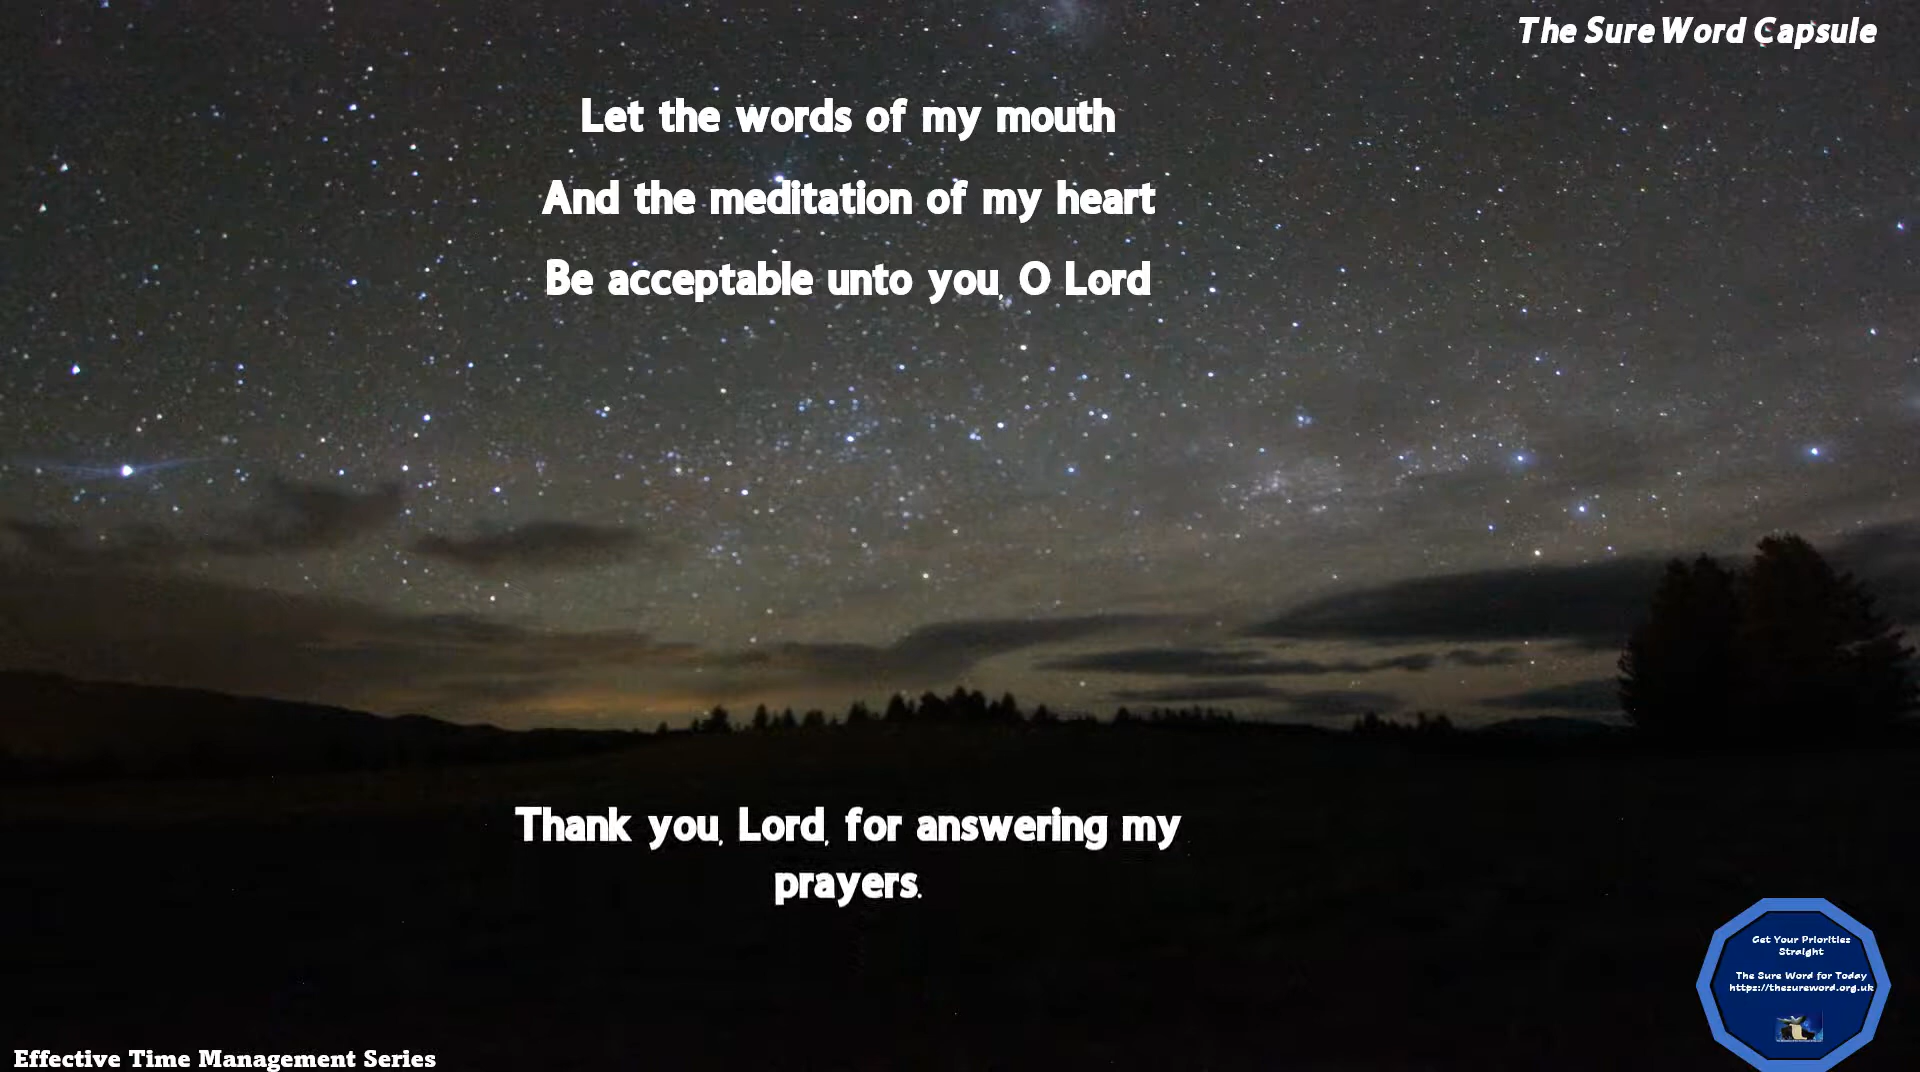 The Sure Word Capsule
Let the words of my mouth
And the meditation of my heart
Be acceptable unto you, O Lord
Thank you, Lord, for answering my
prayers.
Get Your Priorities
Straight
The Sure Word for Today
https://thesureword.org.uk
Effective Time Management Series